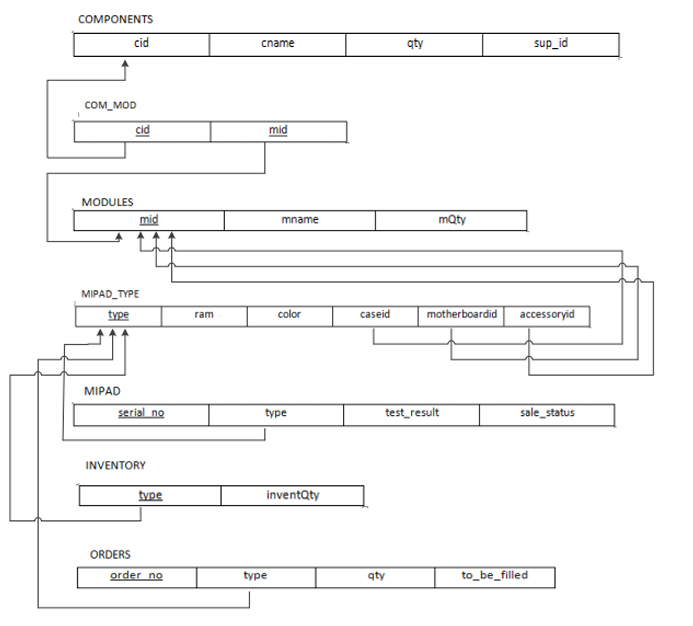 COMPONENTS
cid cname qty sup_id
COM_MOD
cid mid
MODULES
mid mname mQty
MIPAD_TYPE
type ram color caseid motherboardid accessoryid
MIPAD
serial_no type test_result sale_status
INVENTORY
type inventQty
ORDERS
order_no type qty to_be_filled